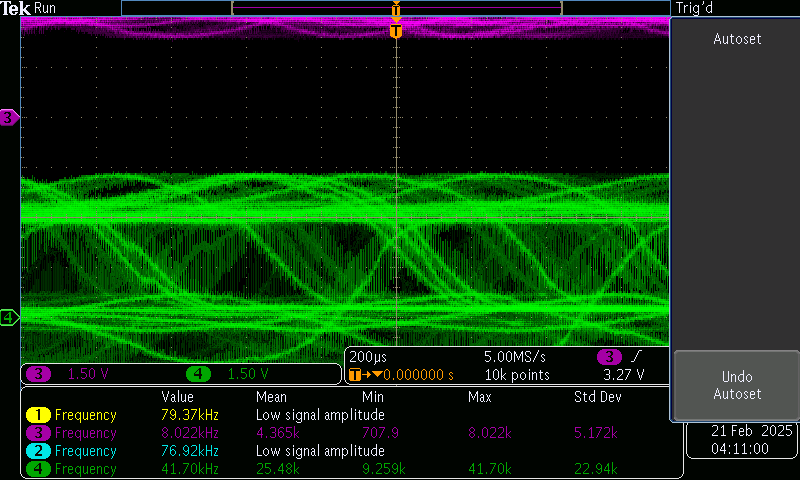 Tek Run Trig'd
T
T
Autoset
3
4
3 1.50 V 4 1.50 V
200µs 5.00MS/s 3
T→▼0.000000 s 10k points 3.27 V
Undo
Autoset
Value Mean Min Max Std Dev
1 Frequency 79.37kHz Low signal amplitude
3 Frequency 8.022kHz 4.365k 707.9 8.022k 5.172k
2 Frequency 76.92kHz Low signal amplitude
4 Frequency 41.70kHz 25.48k 9.259k 41.70k 22.94k
21 Feb 2025
04:11:00